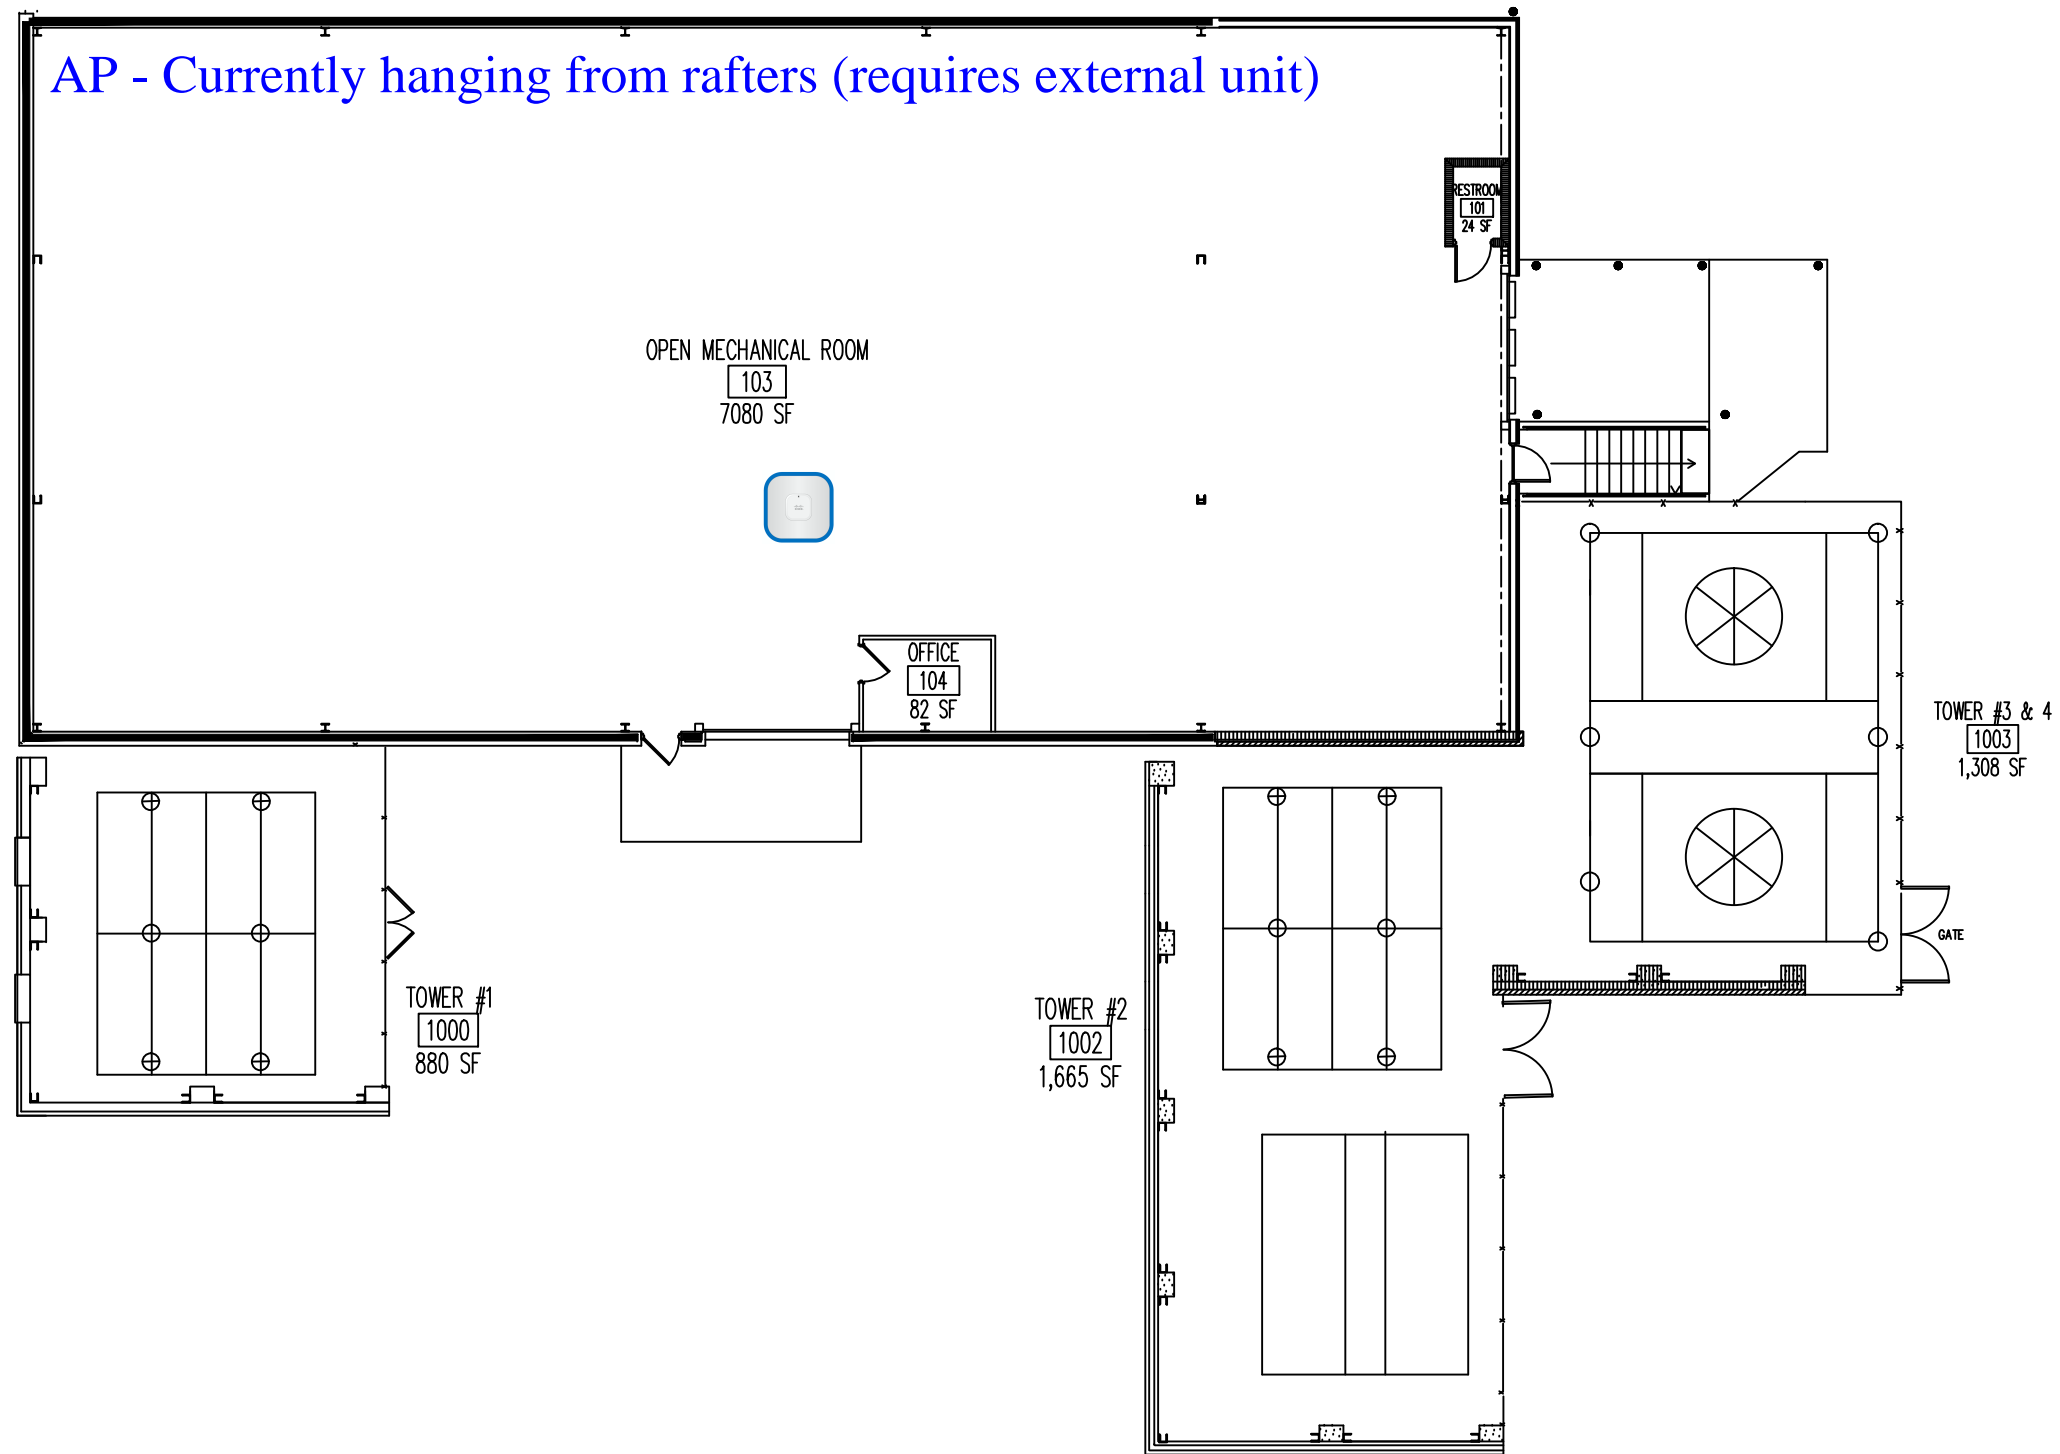 AP - Currently hanging from rafters (requires external unit)
RESTROOM
101
24 SF
OPEN MECHANICAL ROOM
103
7080 SF
OFFICE
104
82 SF
TOWER #3 & 4
1003
1,308 SF
GATE
TOWER #1
1000
880 SF
TOWER #2
1002
1,665 SF